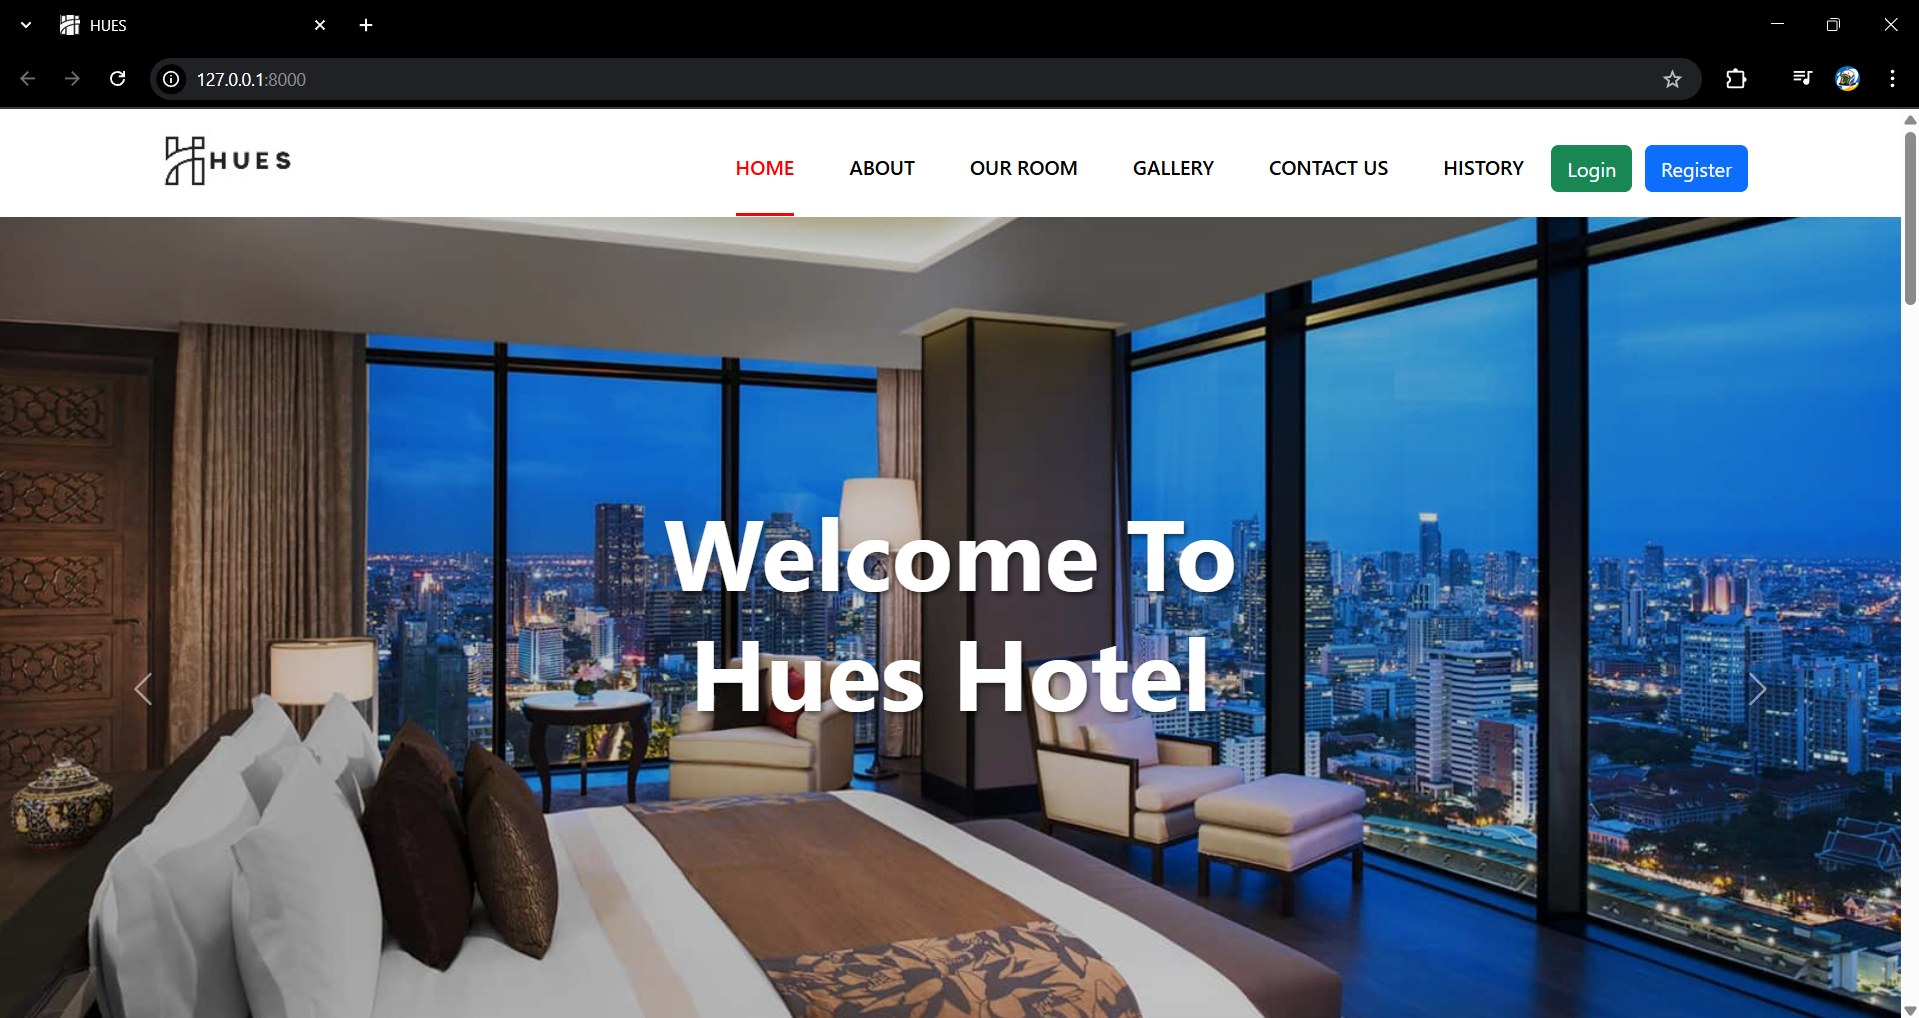 HUES
127.0.0.1:8000
HUES
HOME ABOUT OUR ROOM GALLERY CONTACT US HISTORY Login Register
Welcome To
Hues Hotel